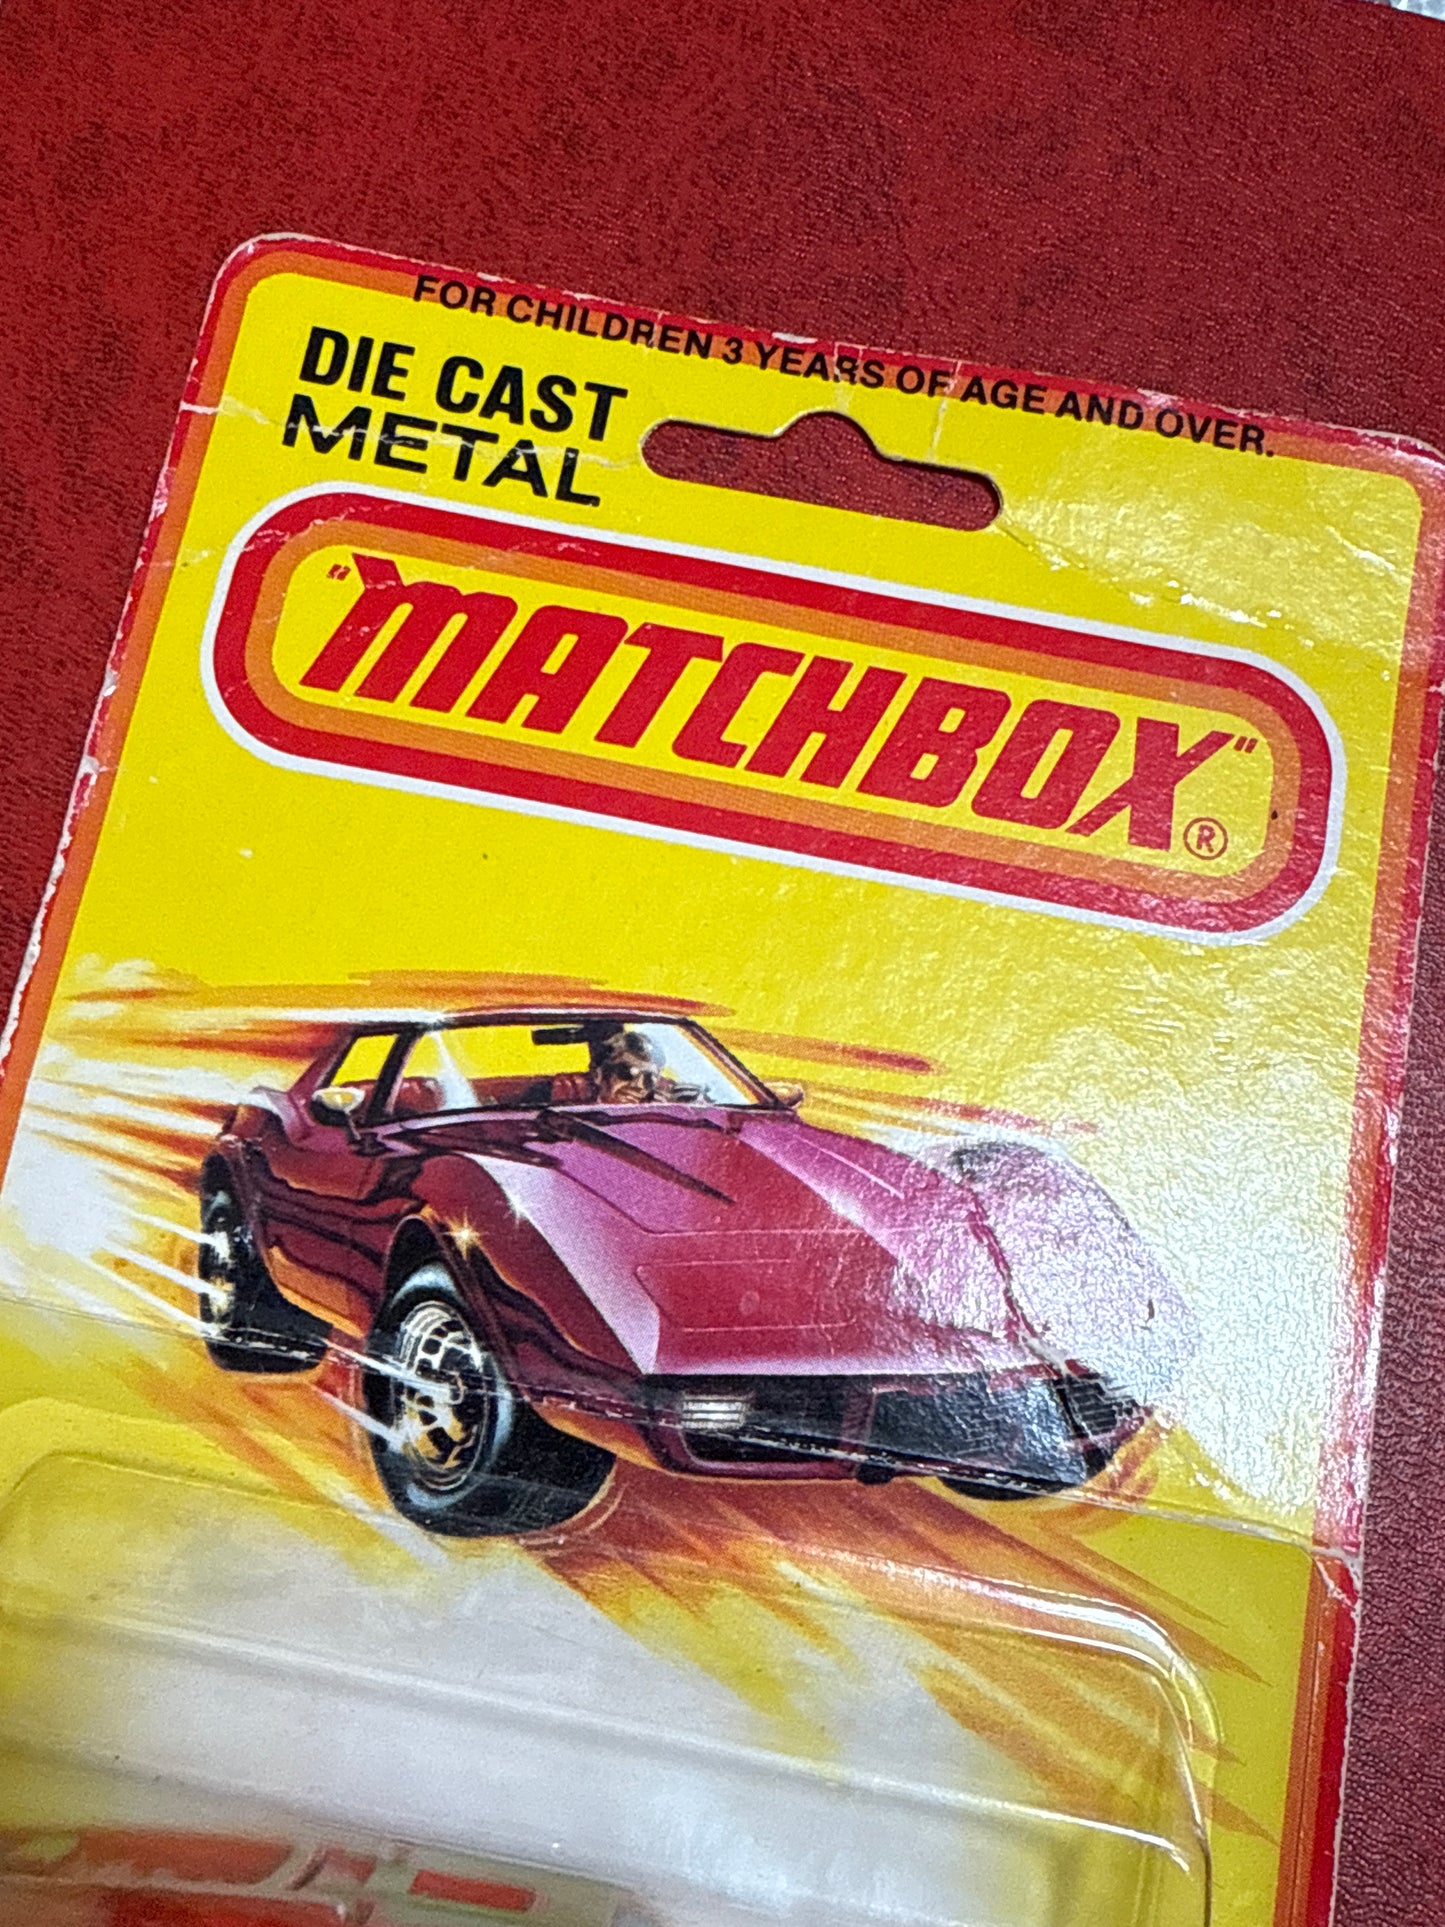 FOR CHILDREN 3 YEARS OF AGE AND OVER.
DIE CAST
METAL
"MATCHBOX"®